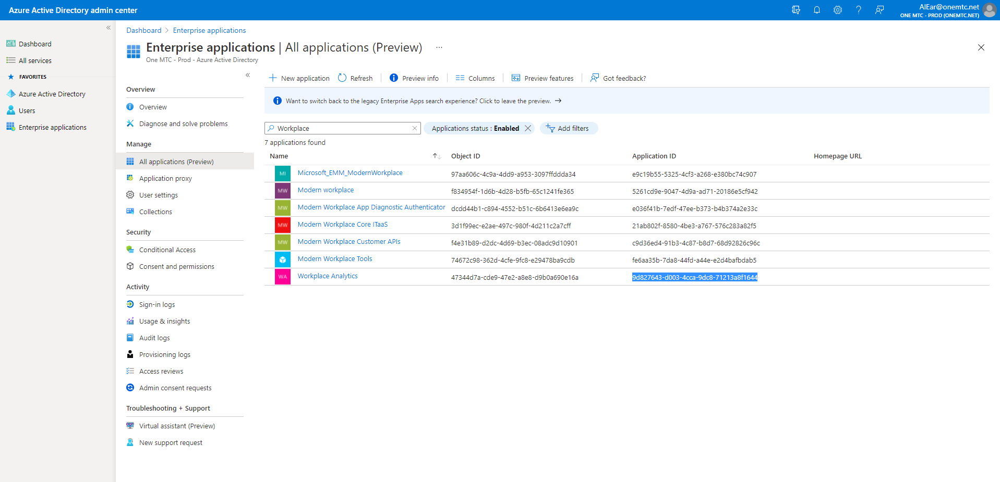 Azure Active Directory admin center
AlEar@onemtc.net
ONE MTC - PROD (ONEMTC.NET)
Dashboard
All services
FAVORITES
Azure Active Directory
Users
Enterprise applications
Dashboard > Enterprise applications
Enterprise applications | All applications (Preview) ...
One MTC - Prod - Azure Active Directory
Overview
Overview
Diagnose and solve problems
Manage
All applications (Preview)
Application proxy
User settings
Collections
Security
Conditional Access
Consent and permissions
Activity
Sign-in logs
Usage & insights
Audit logs
Provisioning logs
Access reviews
Admin consent requests
Troubleshooting + Support
Virtual assistant (Preview)
New support request
New application Refresh Preview info Columns Preview features Got feedback?
Want to switch back to the legacy Enterprise Apps search experience? Click to leave the preview. →
Workplace Applications status : Enabled Add filters
7 applications found
Name Object ID Application ID Homepage URL
MI Microsoft_EMM_ModernWorkplace 97aa606c-4c9a-4dd9-a953-3097ffddda34 e9c19b55-5325-4cf3-a268-e380bc74c907
MW Modern workplace f834954f-1d6b-4d28-b5fb-65c1241fe365 5261cd9e-9047-4d9a-ad71-20186e5cf942
MW Modern Workplace App Diagnostic Authenticator dcdd44b1-c894-4552-b51c-6b6413e6ea9c e036f41b-7edf-47ee-b373-b4b374a2e33c
MW Modern Workplace Core ITaaS 3d1f99ec-e2ae-497c-980f-4d211c2a7cff 21ab802f-8580-4be3-a767-576c283a82f5
MW Modern Workplace Customer APIs f4e31b89-d2dc-4d69-b3ec-08adc9d10901 c9d36ed4-91b3-4c87-b8d7-68d92826c96c
Modern Workplace Tools 74672c98-362d-4cfe-9fc8-e29478ba9cdb fe6aa35b-7da8-44fd-a44e-e2d4bafbdab5
WA Workplace Analytics 47344d7a-cde9-47e2-a8e8-d9b0a690e16a 9d827643-d003-4cca-9dc8-71213a8f1644